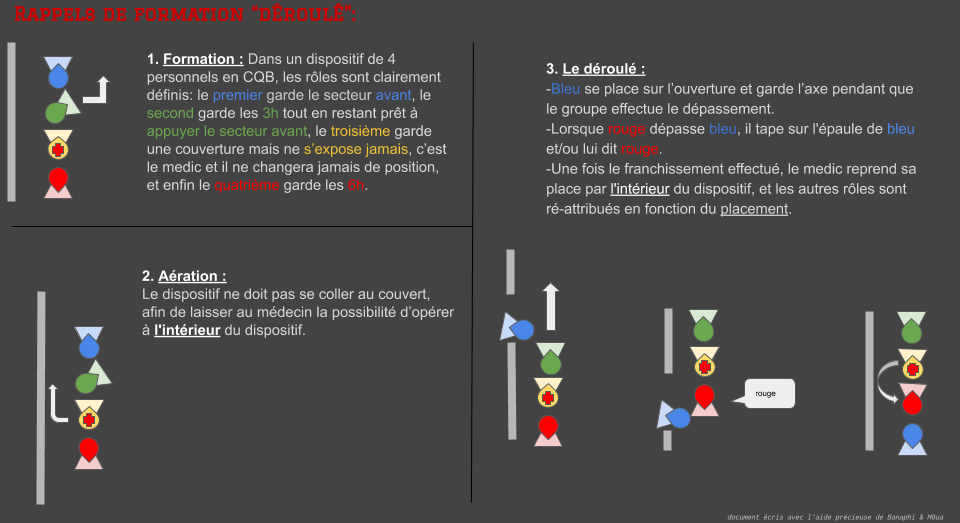 RAPPELS DE FORMATION "DÉROULÉ":
1. Formation : Dans un dispositif de 4
personnels en CQB, les rôles sont clairement
définis: le premier garde le secteur avant, le
second garde les 3h tout en restant prêt à
appuyer le secteur avant, le troisième garde
une couverture mais ne s'expose jamais, c'est
le medic et il ne changera jamais de position,
et enfin le quatrième garde les 6h.
2. Aération :
Le dispositif ne doit pas se coller au couvert,
afin de laisser au médecin la possibilité d'opérer
à l'intérieur du dispositif.
3. Le déroulé :
-Bleu se place sur l'ouverture et garde l'axe pendant que
le groupe effectue le dépassement.
-Lorsque rouge dépasse bleu, il tape sur l'épaule de bleu
et/ou lui dit rouge.
-Une fois le franchissement effectué, le medic reprend sa
place par l'intérieur du dispositif, et les autres rôles sont
ré-attribués en fonction du placement.
rouge
document écris avec l'aide précieuse de Banaphi & M0ua